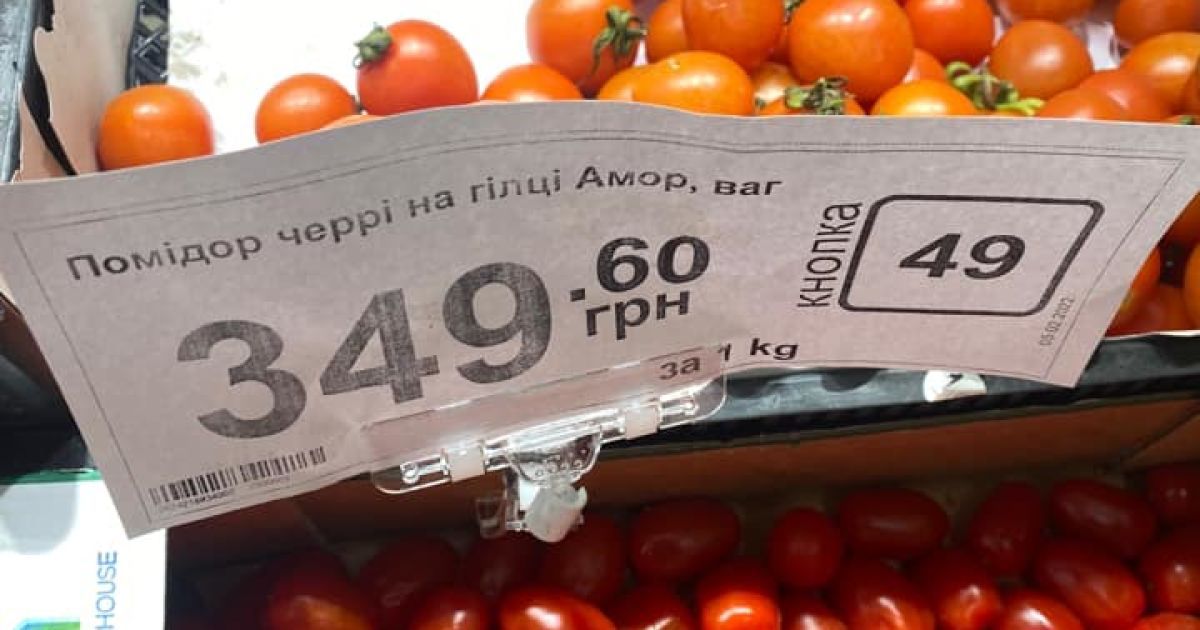 Помідор черрі на гілці Амор, ваг
349.60
грн
за 1 kg
КНОПКА
49
05.02.2022
HOUSE